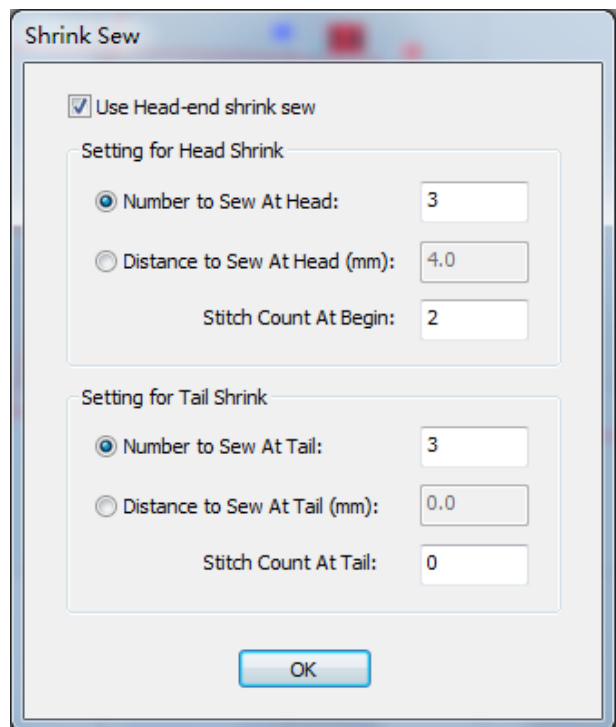 Shrink Sew
Use Head-end shrink sew
Setting for Head Shrink
Number to Sew At Head: 3
Distance to Sew At Head (mm): 4.0
Stitch Count At Begin: 2
Setting for Tail Shrink
Number to Sew At Tail: 3
Distance to Sew At Tail (mm): 0.0
Stitch Count At Tail: 0
OK